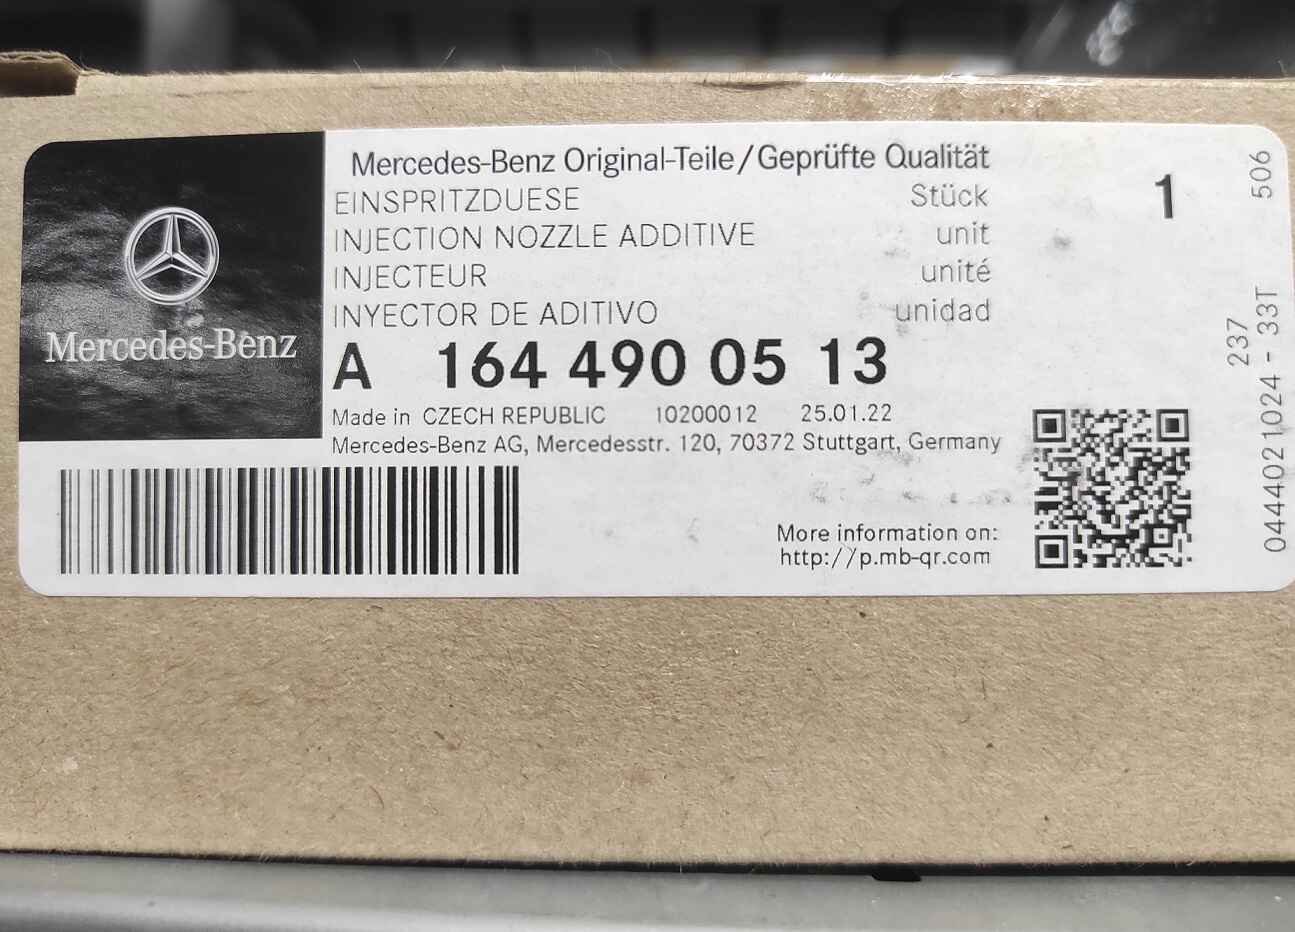 Mercedes-Benz
Mercedes-Benz Original-Teile/Geprüfte Qualität
EINSPRITZDUESE Stück 1
INJECTION NOZZLE ADDITIVE unit
INJECTEUR unité
INYECTOR DE ADITIVO unidad
A 164 490 05 13
Made in CZECH REPUBLIC 10200012 25.01.22
Mercedes-Benz AG, Mercedesstr. 120, 70372 Stuttgart, Germany
More information on:
http://p.mb-qr.com
237 506
0444021024 - 33T